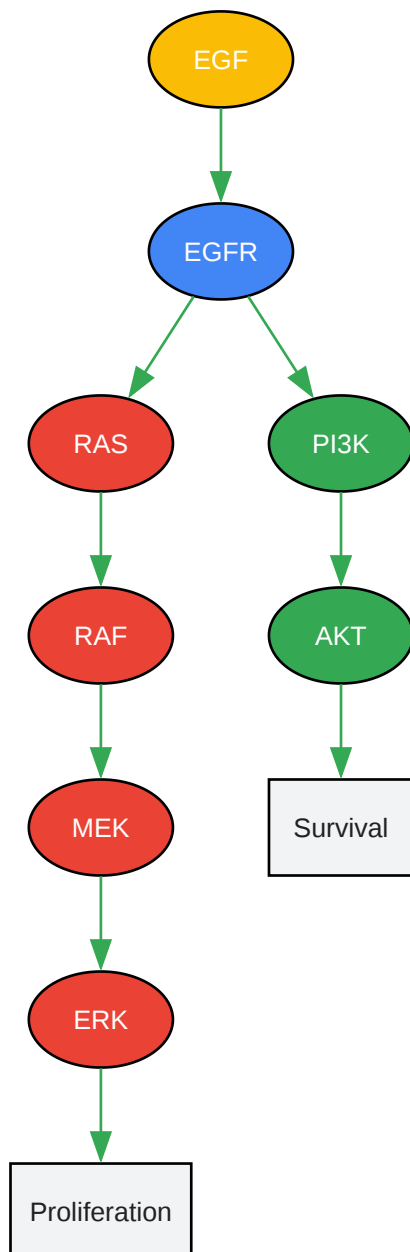 EGF
EGFR
RAS
PI3K
RAF
AKT
MEK
Survival
ERK
Proliferation